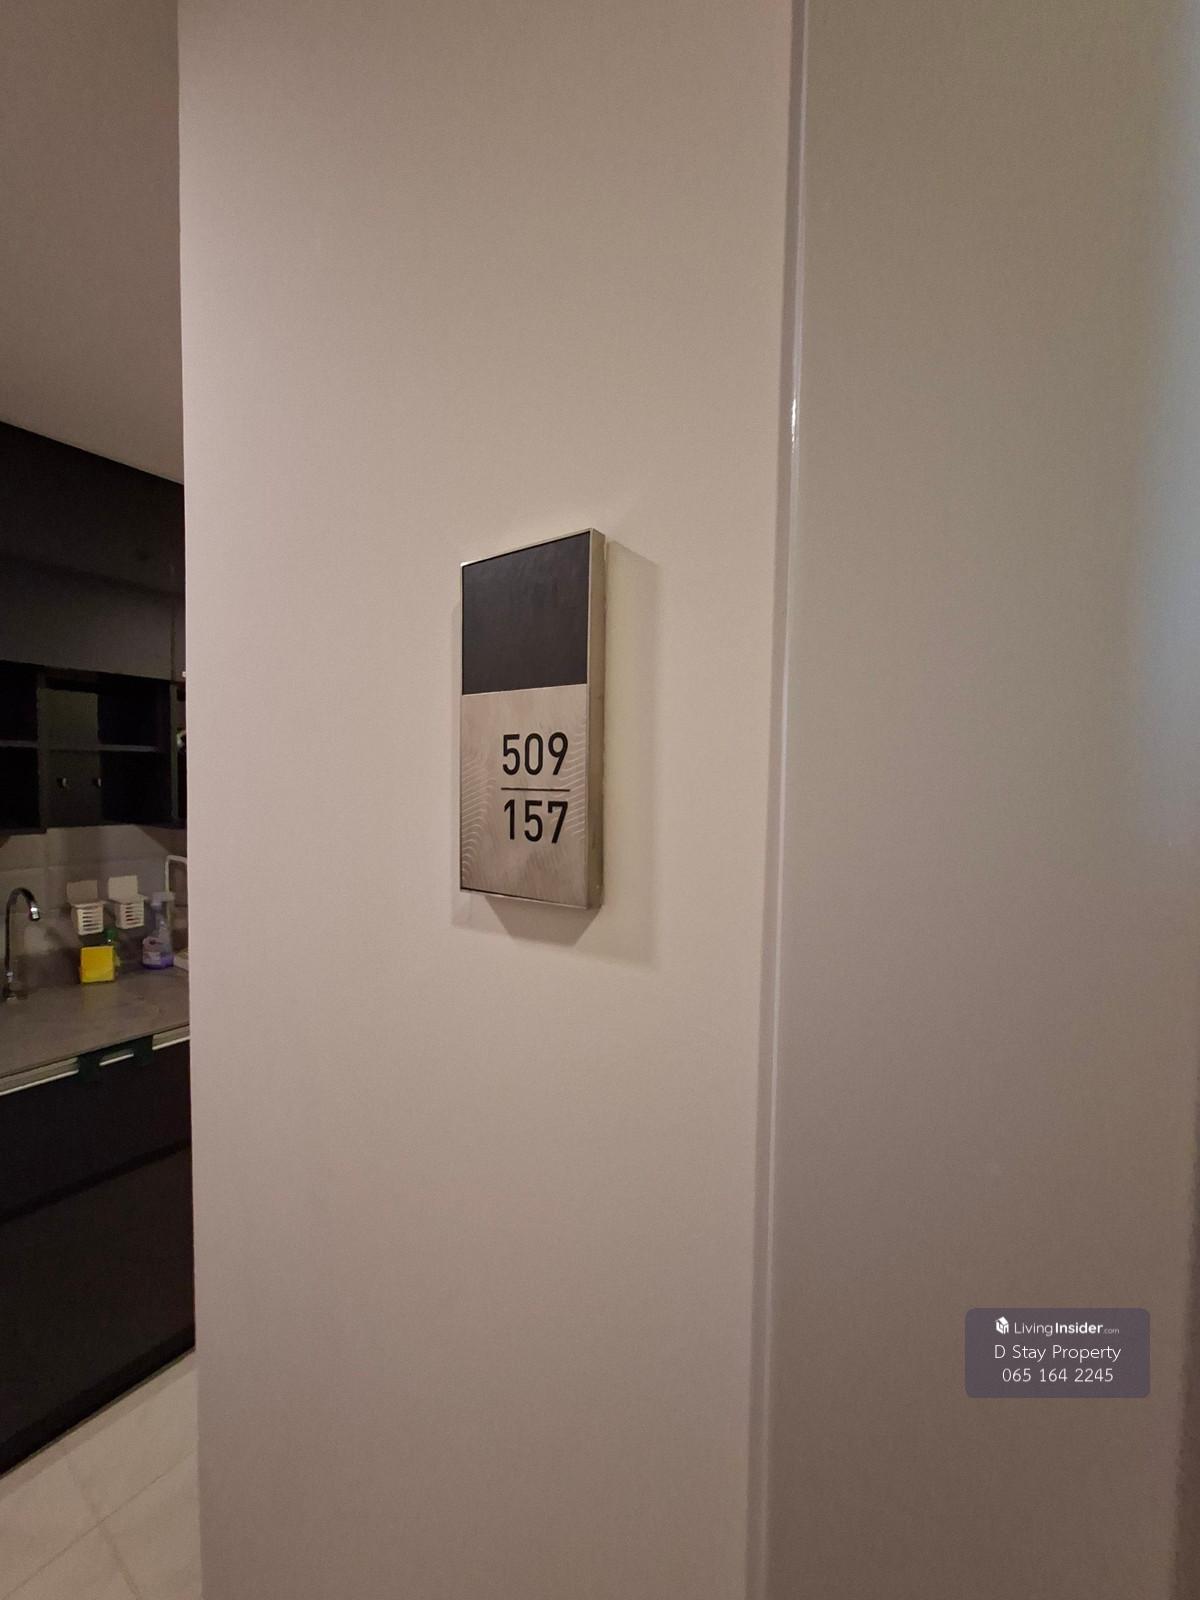 509
157
LivingInsider.com
D Stay Property
065 164 2245